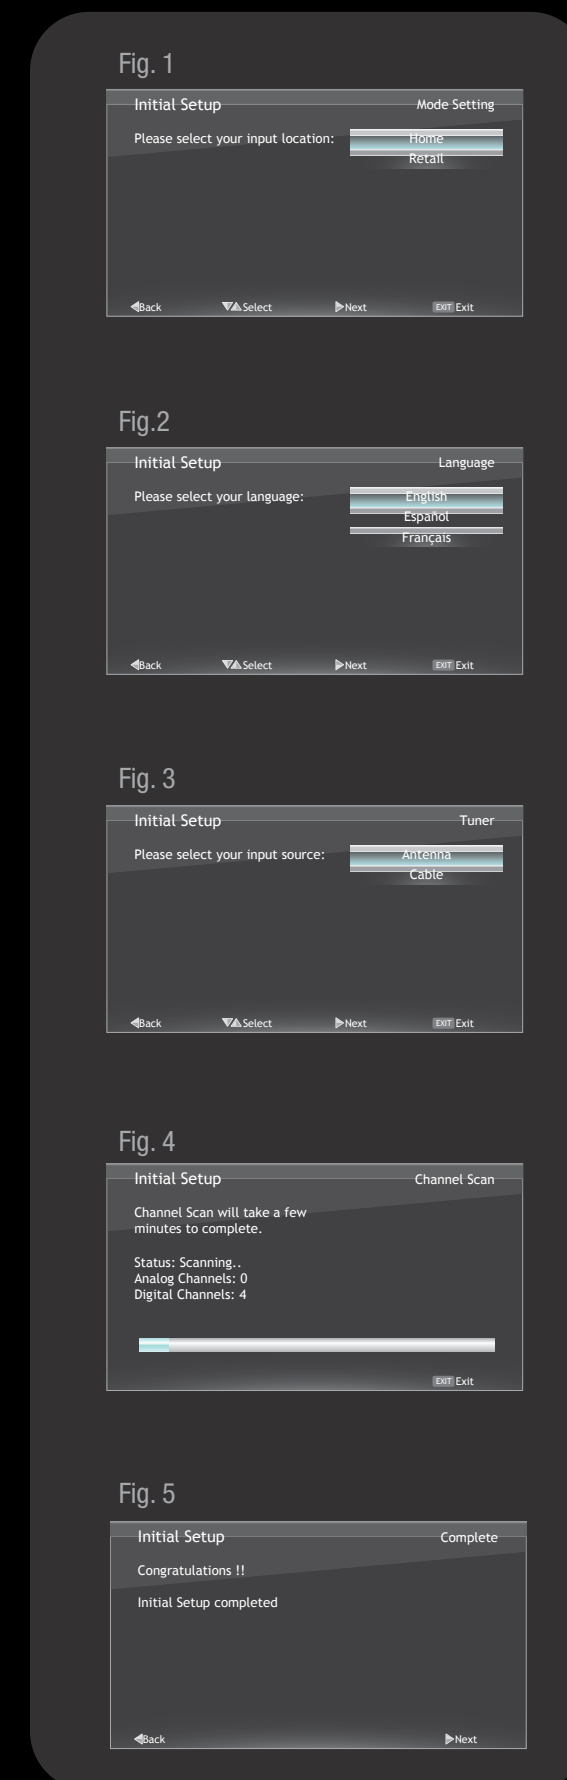 Fig. 1
Initial Setup Mode Setting
Please select your input location: Home
Retail
Back Select Next EXIT Exit
Fig.2
Initial Setup Language
Please select your language: English
Español
Français
Back Select Next EXIT Exit
Fig. 3
Initial Setup Tuner
Please select your input source: Antenna
Cable
Back Select Next EXIT Exit
Fig. 4
Initial Setup Channel Scan
Channel Scan will take a few
minutes to complete.
Status: Scanning..
Analog Channels: 0
Digital Channels: 4
EXIT Exit
Fig. 5
Initial Setup Complete
Congratulations !!
Initial Setup completed
Back Next